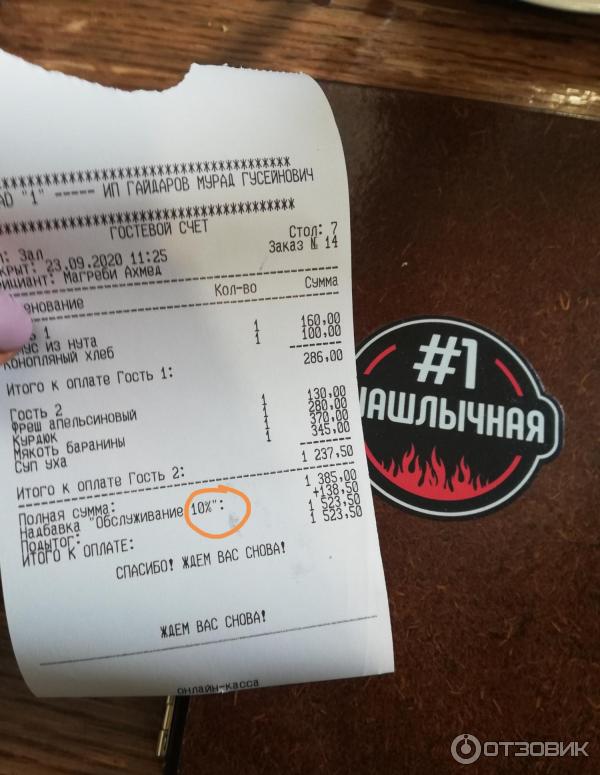 АО "1" ===== ИП ГАЙДАРОВ МУРАД ГУСЕЙНОВИЧ
ГОСТЕВОЙ СЧЕТ
Зал Стол: 7
23.09.2020 11:25 Заказ № 14
Магреби Ахмед
Кол-во Сумма
1 1 160,00
из нута 1 100,00
Конопляный хлеб
Итого к оплате Гость 1: 286,00
Гость 2
Фреш апельсиновый 1 130,00
Курдюк 1 280,00
Мякоть баранины 1 370,00
Суп уха 1 345,00
Итого к оплате Гость 2: 1 237,50
Полная сумма: 1 385,00
Надбавка "Обслуживание 10%": +138,50
Подытог: 1 523,50
ИТОГО К ОПЛАТЕ: 1 523,50
СПАСИБО! ЖДЕМ ВАС СНОВА!
ЖДЕМ ВАС СНОВА!
онлайн-касса
#1
ШАШЛЫЧНАЯ
ОТЗОВИК